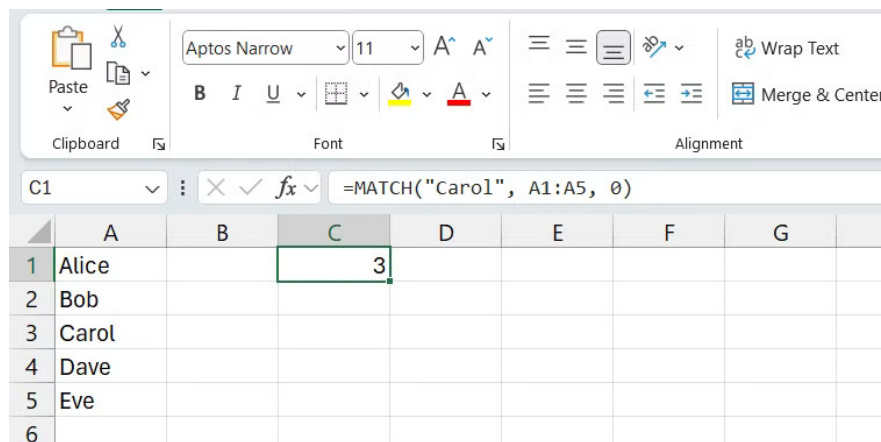 Aptos Narrow 11 A A ab Wrap Text
Paste B I U A Merge & Center
Clipboard Font Alignment
C1 fx =MATCH("Carol", A1:A5, 0)
A B C D E F G
1 Alice 3
2 Bob
3 Carol
4 Dave
5 Eve
6